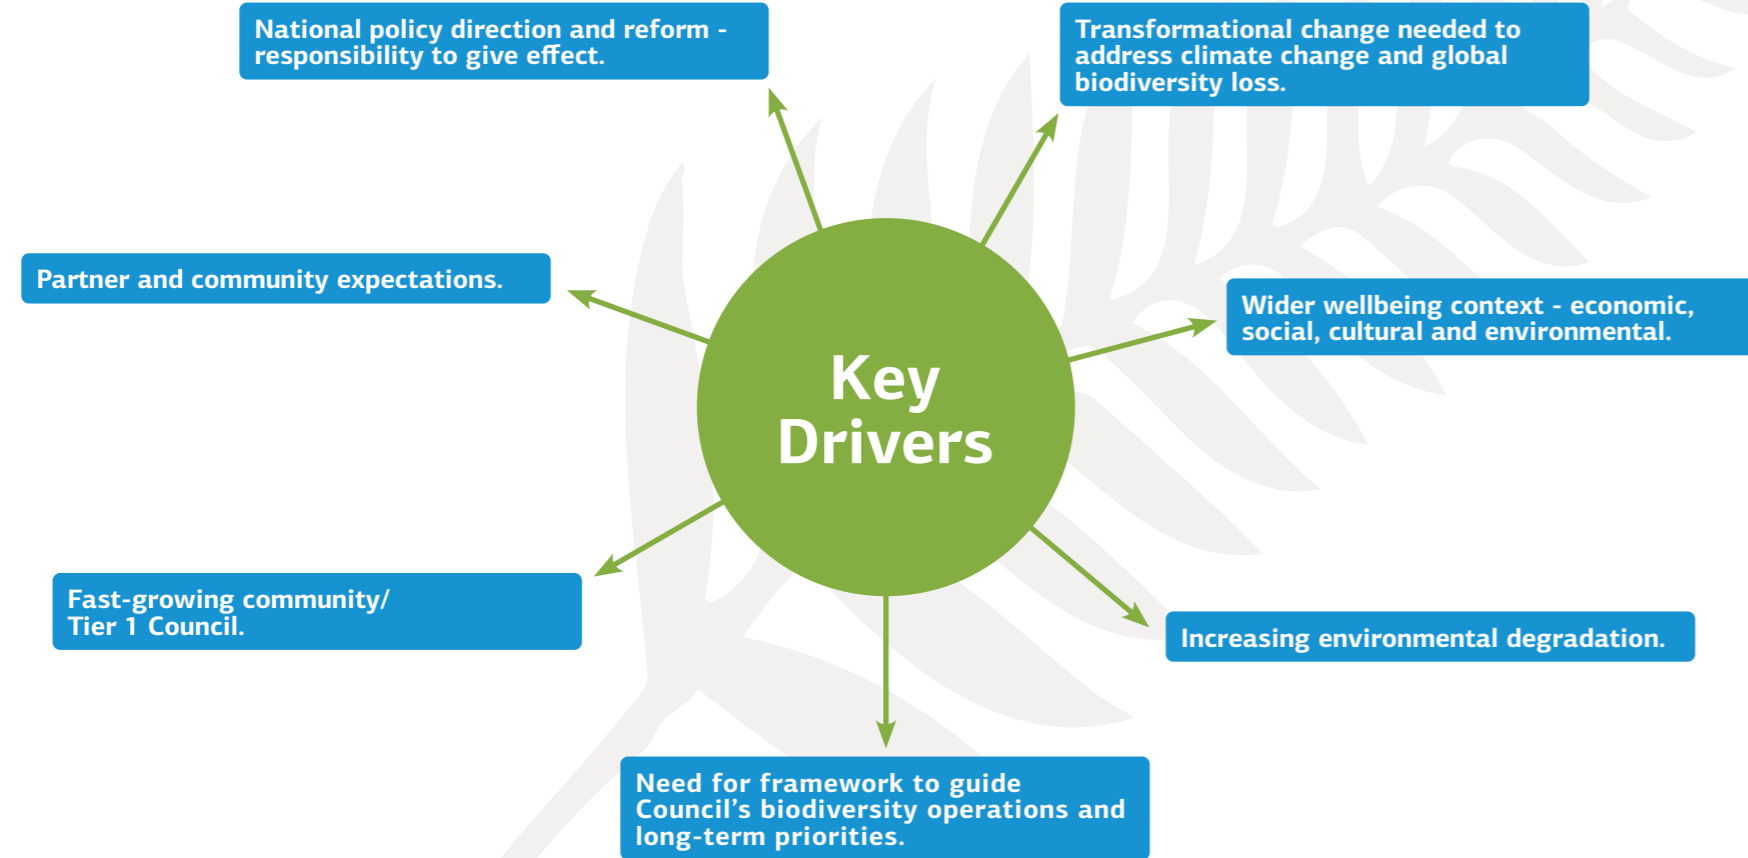 National policy direction and reform -
responsibility to give effect.
Transformational change needed to
address climate change and global
biodiversity loss.
Partner and community expectations.
Wider wellbeing context - economic,
social, cultural and environmental.
Key
Drivers
Fast-growing community/
Tier 1 Council.
Increasing environmental degradation.
Need for framework to guide
Council’s biodiversity operations and
long-term priorities.